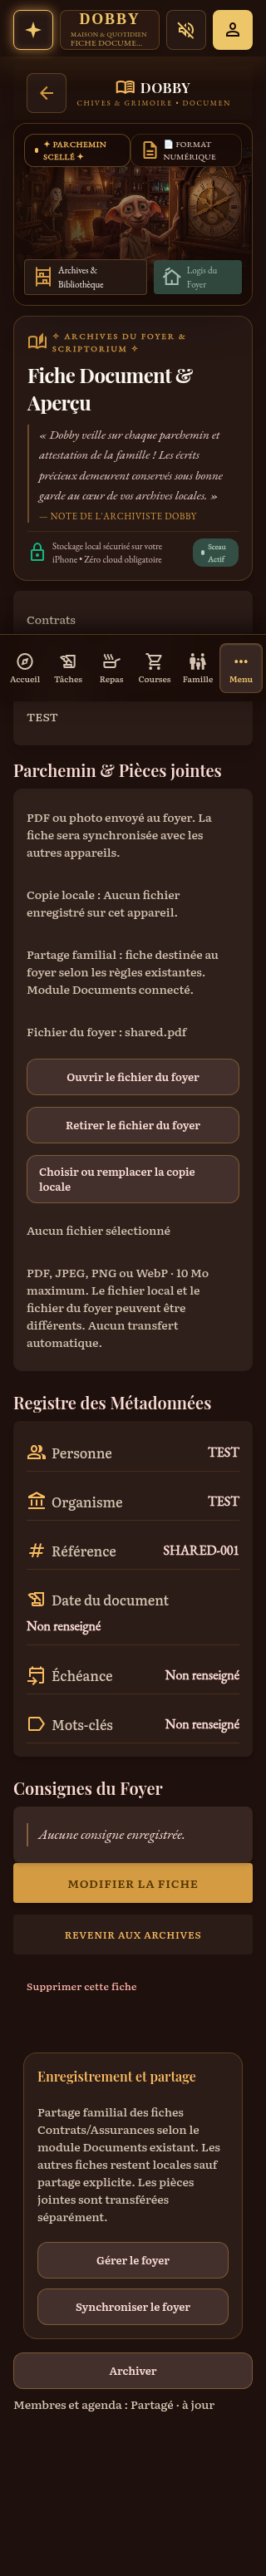 DOBBY
MAISON & QUOTIDIEN
FICHE DOCUME...
DOBBY
CHIVES & GRIMOIRE • DOCUMEN
✦ PARCHEMIN
SCELLÉ ✦
📄 FORMAT
NUMÉRIQUE
Archives &
Bibliothèque
Logis du
Foyer
✧ ARCHIVES DU FOYER &
SCRIPTORIUM ✧
Fiche Document &
Aperçu
« Dobby veille sur chaque parchemin et
attestation de la famille ! Les écrits
précieux demeurent conservés sous bonne
garde au cœur de vos archives locales. »
— NOTE DE L'ARCHIVISTE DOBBY
Stockage local sécurisé sur votre
iPhone • Zéro cloud obligatoire
Sceau
Actif
Contrats
Accueil
Tâches
Repas
Courses
Famille
Menu
TEST
Parchemin & Pièces jointes
PDF ou photo envoyé au foyer. La
fiche sera synchronisée avec les
autres appareils.
Copie locale : Aucun fichier
enregistré sur cet appareil.
Partage familial : fiche destinée au
foyer selon les règles existantes.
Module Documents connecté.
Fichier du foyer : shared.pdf
Ouvrir le fichier du foyer
Retirer le fichier du foyer
Choisir ou remplacer la copie
locale
Aucun fichier sélectionné
PDF, JPEG, PNG ou WebP · 10 Mo
maximum. Le fichier local et le
fichier du foyer peuvent être
différents. Aucun transfert
automatique.
Registre des Métadonnées
Personne TEST
Organisme TEST
Référence SHARED-001
Date du document
Non renseigné
Échéance Non renseigné
Mots-clés Non renseigné
Consignes du Foyer
Aucune consigne enregistrée.
MODIFIER LA FICHE
REVENIR AUX ARCHIVES
Supprimer cette fiche
Enregistrement et partage
Partage familial des fiches
Contrats/Assurances selon le
module Documents existant. Les
autres fiches restent locales sauf
partage explicite. Les pièces
jointes sont transférées
séparément.
Gérer le foyer
Synchroniser le foyer
Archiver
Membres et agenda : Partagé · à jour